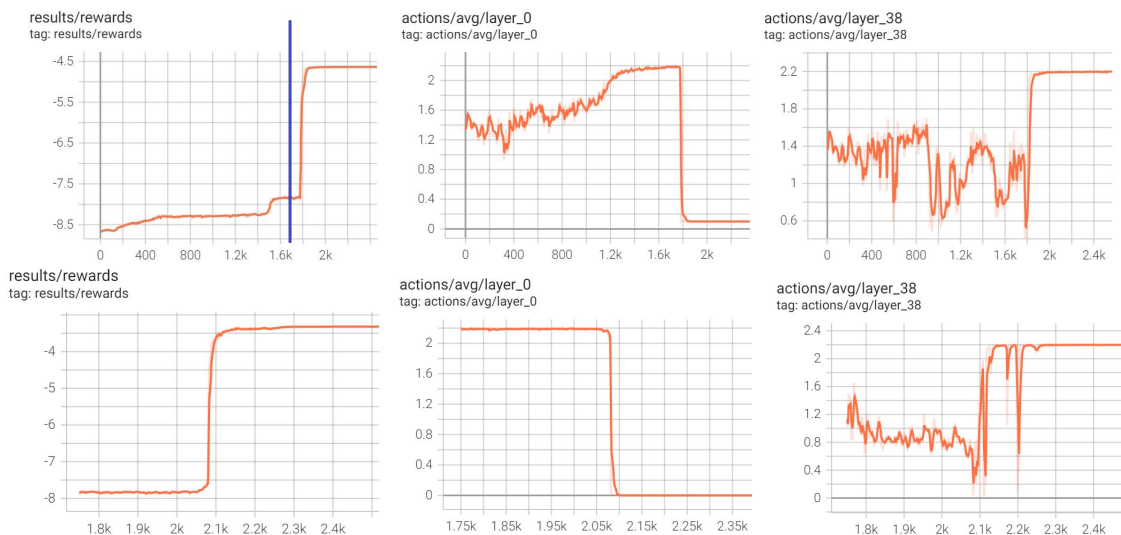 results/rewards
tag: results/rewards
-4.5
-5.5
-6.5
-7.5
-8.5
0
400
800
1.2k
1.6k
2k
actions/avg/layer_0
tag: actions/avg/layer_0
2
1.6
1.2
0.8
0.4
0
0
400
800
1.2k
1.6k
2k
actions/avg/layer_38
tag: actions/avg/layer_38
2.2
1.8
1.4
1
0.6
0
400
800
1.2k
1.6k
2k
2.4k
results/rewards
tag: results/rewards
-4
-5
-6
-7
-8
1.8k
1.9k
2k
2.1k
2.2k
2.3k
2.4k
2.5k
actions/avg/layer_0
tag: actions/avg/layer_0
2
1.6
1.2
0.8
0.4
0
1.75k
1.85k
1.95k
2.05k
2.15k
2.25k
2.35k
actions/avg/layer_38
tag: actions/avg/layer_38
2.4
2
1.6
1.2
0.8
0.4
0
1.8k
1.9k
2k
2.1k
2.2k
2.3k
2.4k